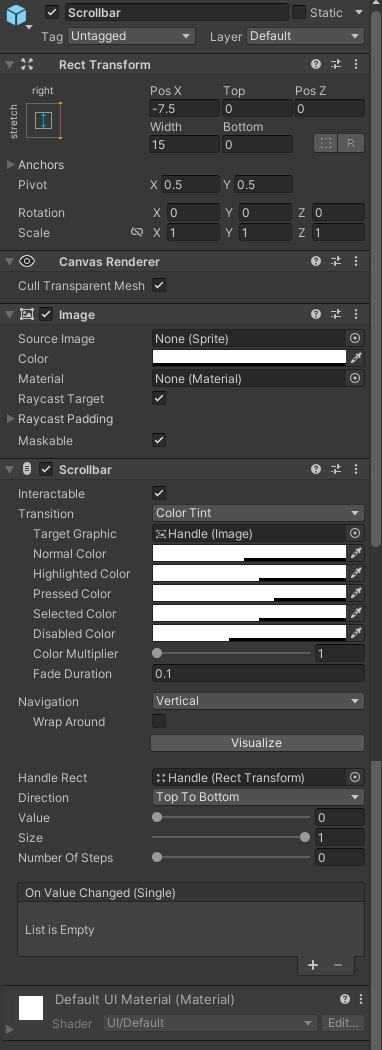 Scrollbar Static
Tag Untagged Layer Default
Rect Transform
right
stretch
Pos X Top Pos Z
-7.5 0 0
Width Bottom
15 0
R
Anchors
Pivot X 0.5 Y 0.5
Rotation X 0 Y 0 Z 0
Scale X 1 Y 1 Z 1
Canvas Renderer
Cull Transparent Mesh
Image
Source Image None (Sprite)
Color
Material None (Material)
Raycast Target
Raycast Padding
Maskable
Scrollbar
Interactable
Transition Color Tint
Target Graphic Handle (Image)
Normal Color
Highlighted Color
Pressed Color
Selected Color
Disabled Color
Color Multiplier 1
Fade Duration 0.1
Navigation Vertical
Wrap Around
Visualize
Handle Rect Handle (Rect Transform)
Direction Top To Bottom
Value 0
Size 1
Number Of Steps 0
On Value Changed (Single)
List is Empty
+ −
Default UI Material (Material)
Shader UI/Default Edit...